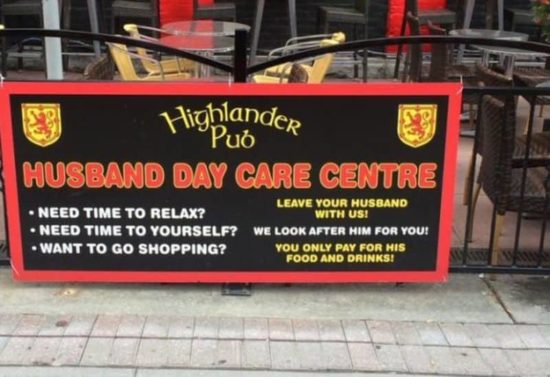 Highlander
Pub
HUSBAND DAY CARE CENTRE
• NEED TIME TO RELAX?
• NEED TIME TO YOURSELF?
• WANT TO GO SHOPPING?
LEAVE YOUR HUSBAND
WITH US!
WE LOOK AFTER HIM FOR YOU!
YOU ONLY PAY FOR HIS
FOOD AND DRINKS!